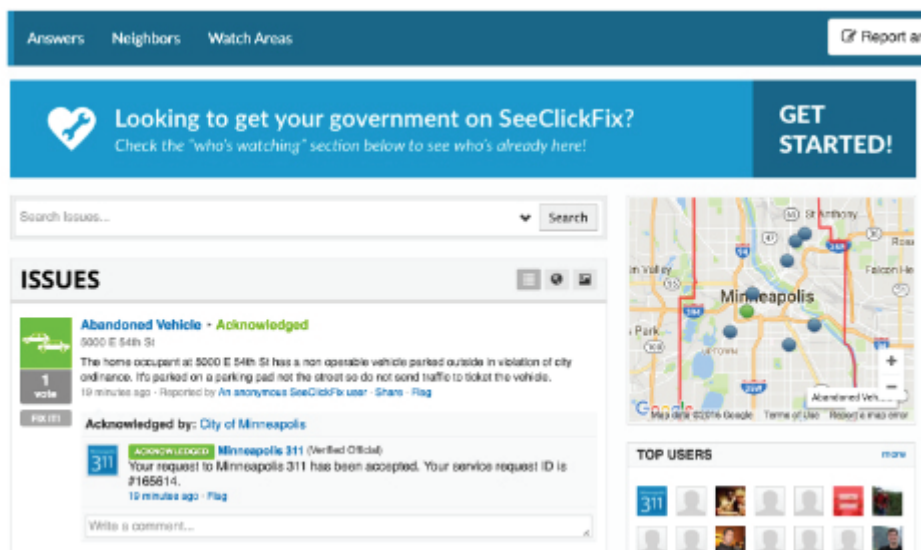 Answers Neighbors Watch Areas
Report an
Looking to get your government on SeeClickFix?
Check the "who's watching" section below to see who's already here!
GET
STARTED!
Search Issues...
Search
ISSUES
Abandoned Vehicle • Acknowledged
5000 E 54th St
The home occupant at 5000 E 54th St has a non operable vehicle parked outside in violation of city
ordinance. It's parked on a parking pad not the street so do not send traffic to ticket the vehicle.
19 minutes ago · Reported by An anonymous SeeClickFix user · Share · Flag
1
vote
FIX IT!
Acknowledged by: City of Minneapolis
311
ACKNOWLEDGED Minneapolis 311 (Verified Official)
Your request to Minneapolis 311 has been accepted. Your service request ID is
#165614.
19 minutes ago · Flag
Write a comment...
St Anthony
47
Falcon He
Minneapolis
Park
UPTOWN
+
−
Abandoned Veh
Google
Map data ©2016 Google Terms of Use Report a map error
TOP USERS
more
311